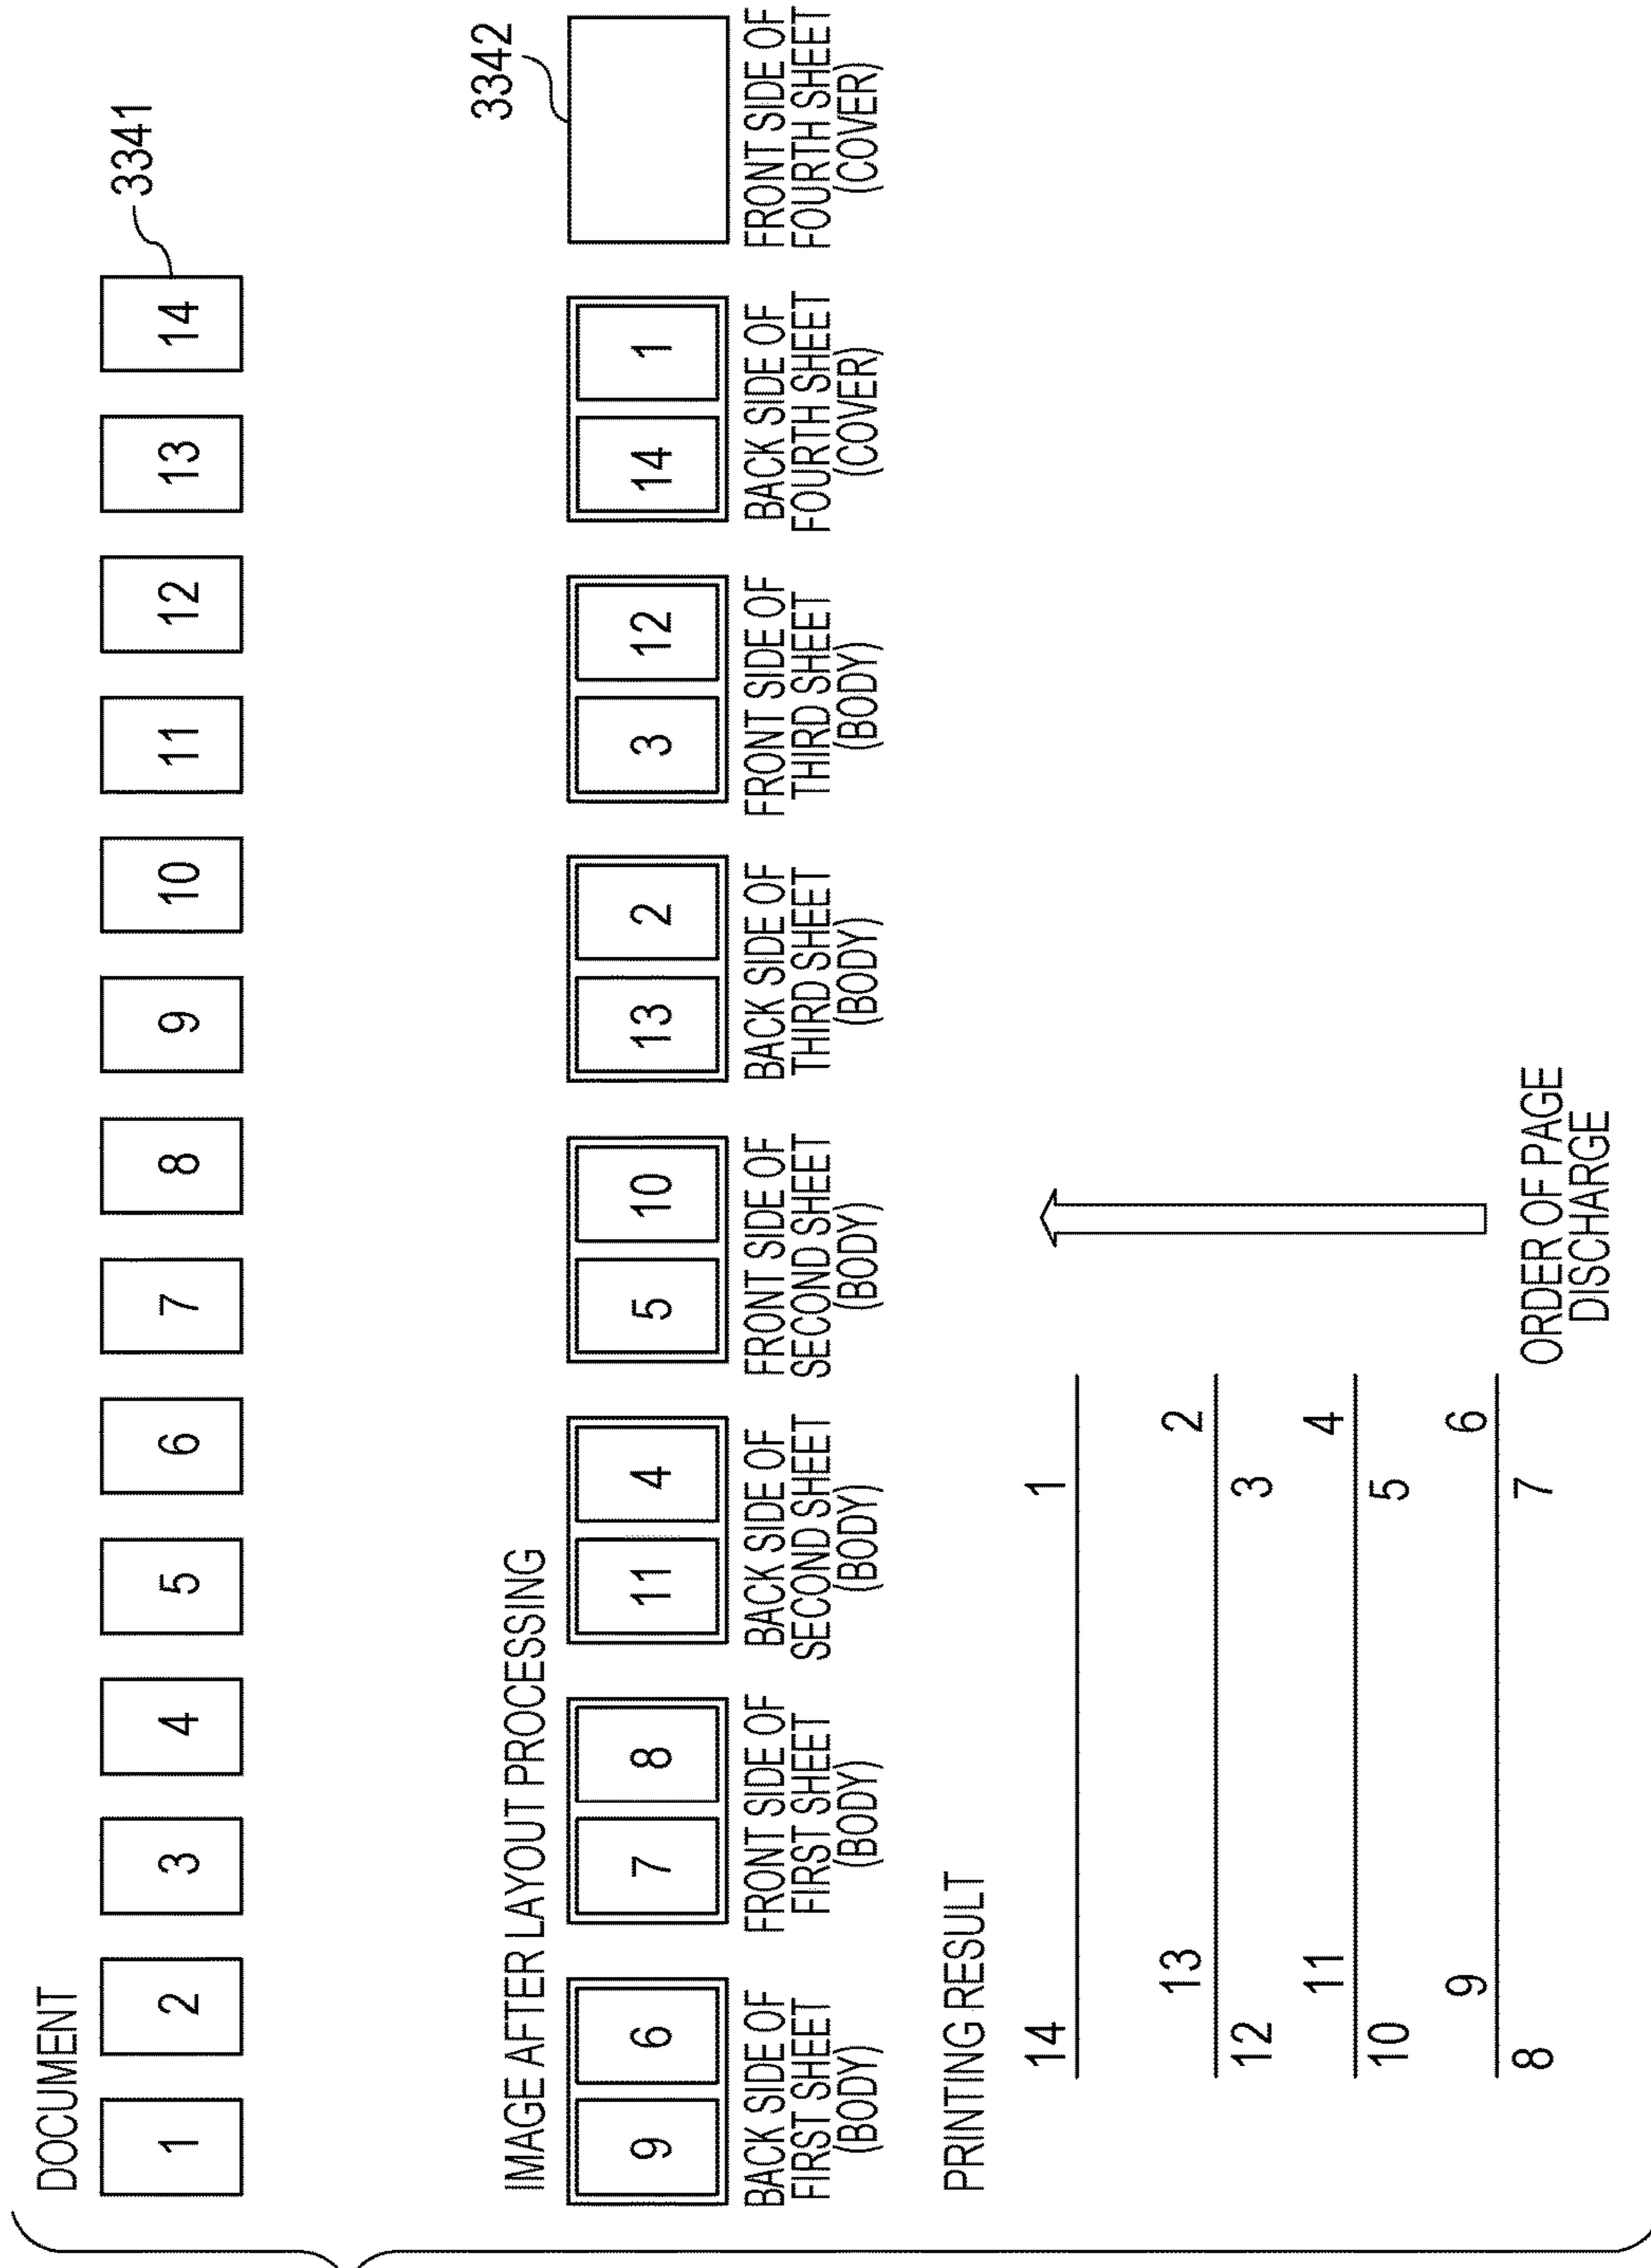 DOCUMENT
1 2 3 4 5 6 7 8 9 10 11 12 13 14
3341
IMAGE AFTER LAYOUT PROCESSING
3342
9 6
BACK SIDE OF
FIRST SHEET
(BODY)
7 8
FRONT SIDE OF
FIRST SHEET
(BODY)
11 4
BACK SIDE OF
SECOND SHEET
(BODY)
5 10
FRONT SIDE OF
SECOND SHEET
(BODY)
13 2
BACK SIDE OF
THIRD SHEET
(BODY)
3 12
FRONT SIDE OF
THIRD SHEET
(BODY)
14 1
BACK SIDE OF
FOURTH SHEET
(COVER)
FRONT SIDE OF
FOURTH SHEET
(COVER)
PRINTING RESULT
14 1
13 2
12 3
11 4
10 5
9 6
8 7
ORDER OF PAGE
DISCHARGE